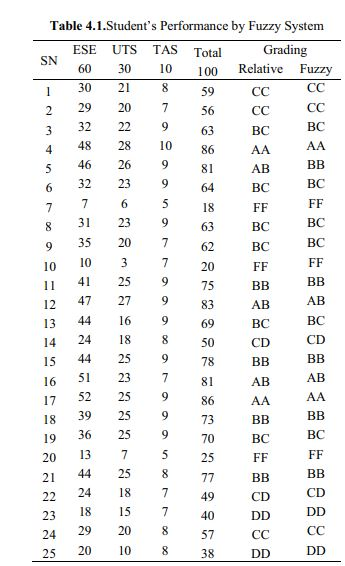 Table 4.1.Student's Performance by Fuzzy System
SN ESE UTS TAS Total Grading
60 30 10 100 Relative Fuzzy
1 30 21 8 59 CC CC
2 29 20 7 56 CC CC
3 32 22 9 63 BC BC
4 48 28 10 86 AA AA
5 46 26 9 81 AB BB
6 32 23 9 64 BC BC
7 7 6 5 18 FF FF
8 31 23 9 63 BC BC
9 35 20 7 62 BC BC
10 10 3 7 20 FF FF
11 41 25 9 75 BB BB
12 47 27 9 83 AB AB
13 44 16 9 69 BC BC
14 24 18 8 50 CD CD
15 44 25 9 78 BB BB
16 51 23 7 81 AB AB
17 52 25 9 86 AA AA
18 39 25 9 73 BB BB
19 36 25 9 70 BC BC
20 13 7 5 25 FF FF
21 44 25 8 77 BB BB
22 24 18 7 49 CD CD
23 18 15 7 40 DD DD
24 29 20 8 57 CC CC
25 20 10 8 38 DD DD